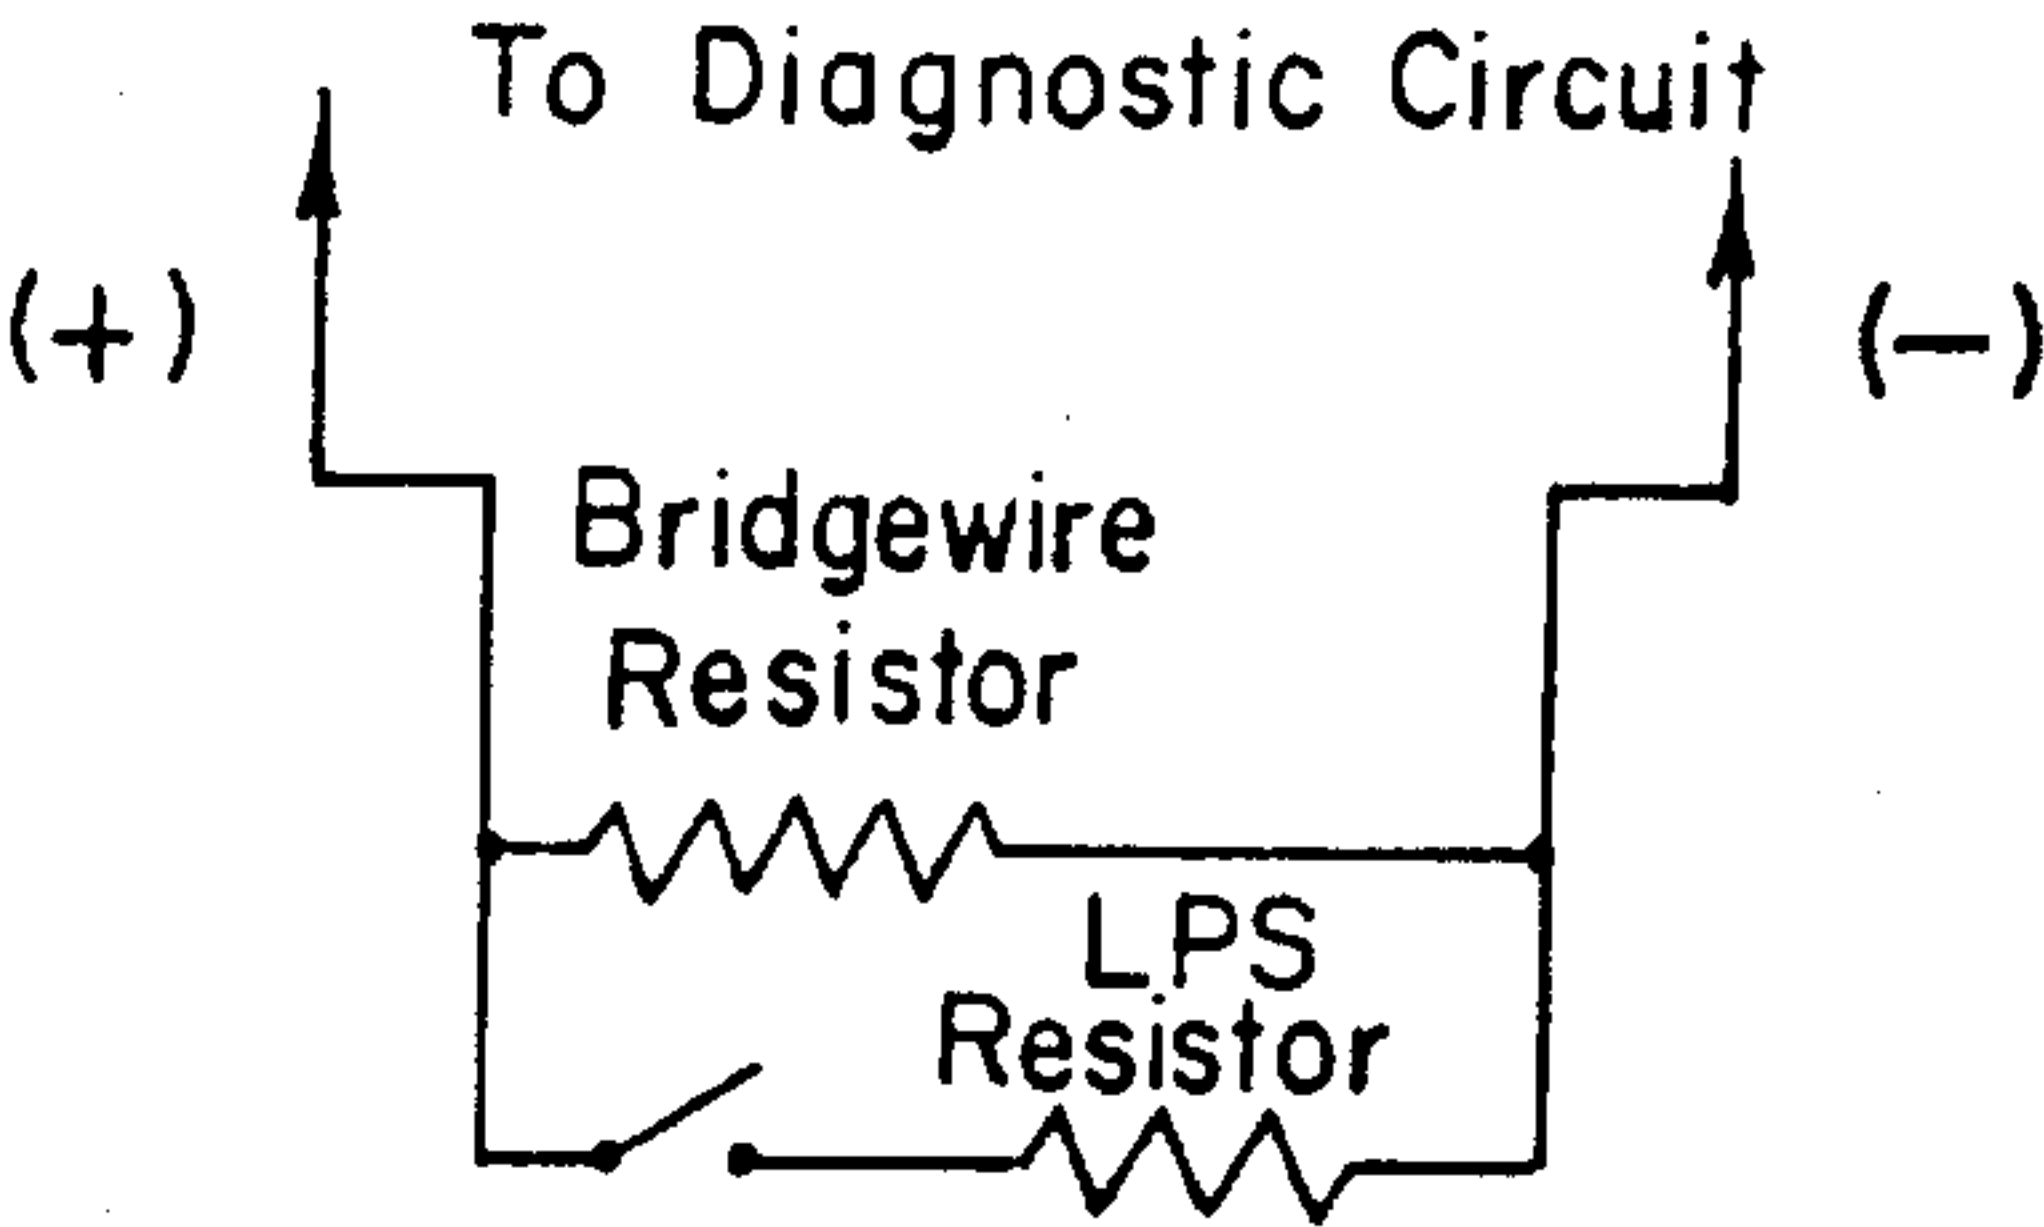 To Diagnostic Circuit
(+)
(−)
Bridgewire
Resistor
LPS
Resistor